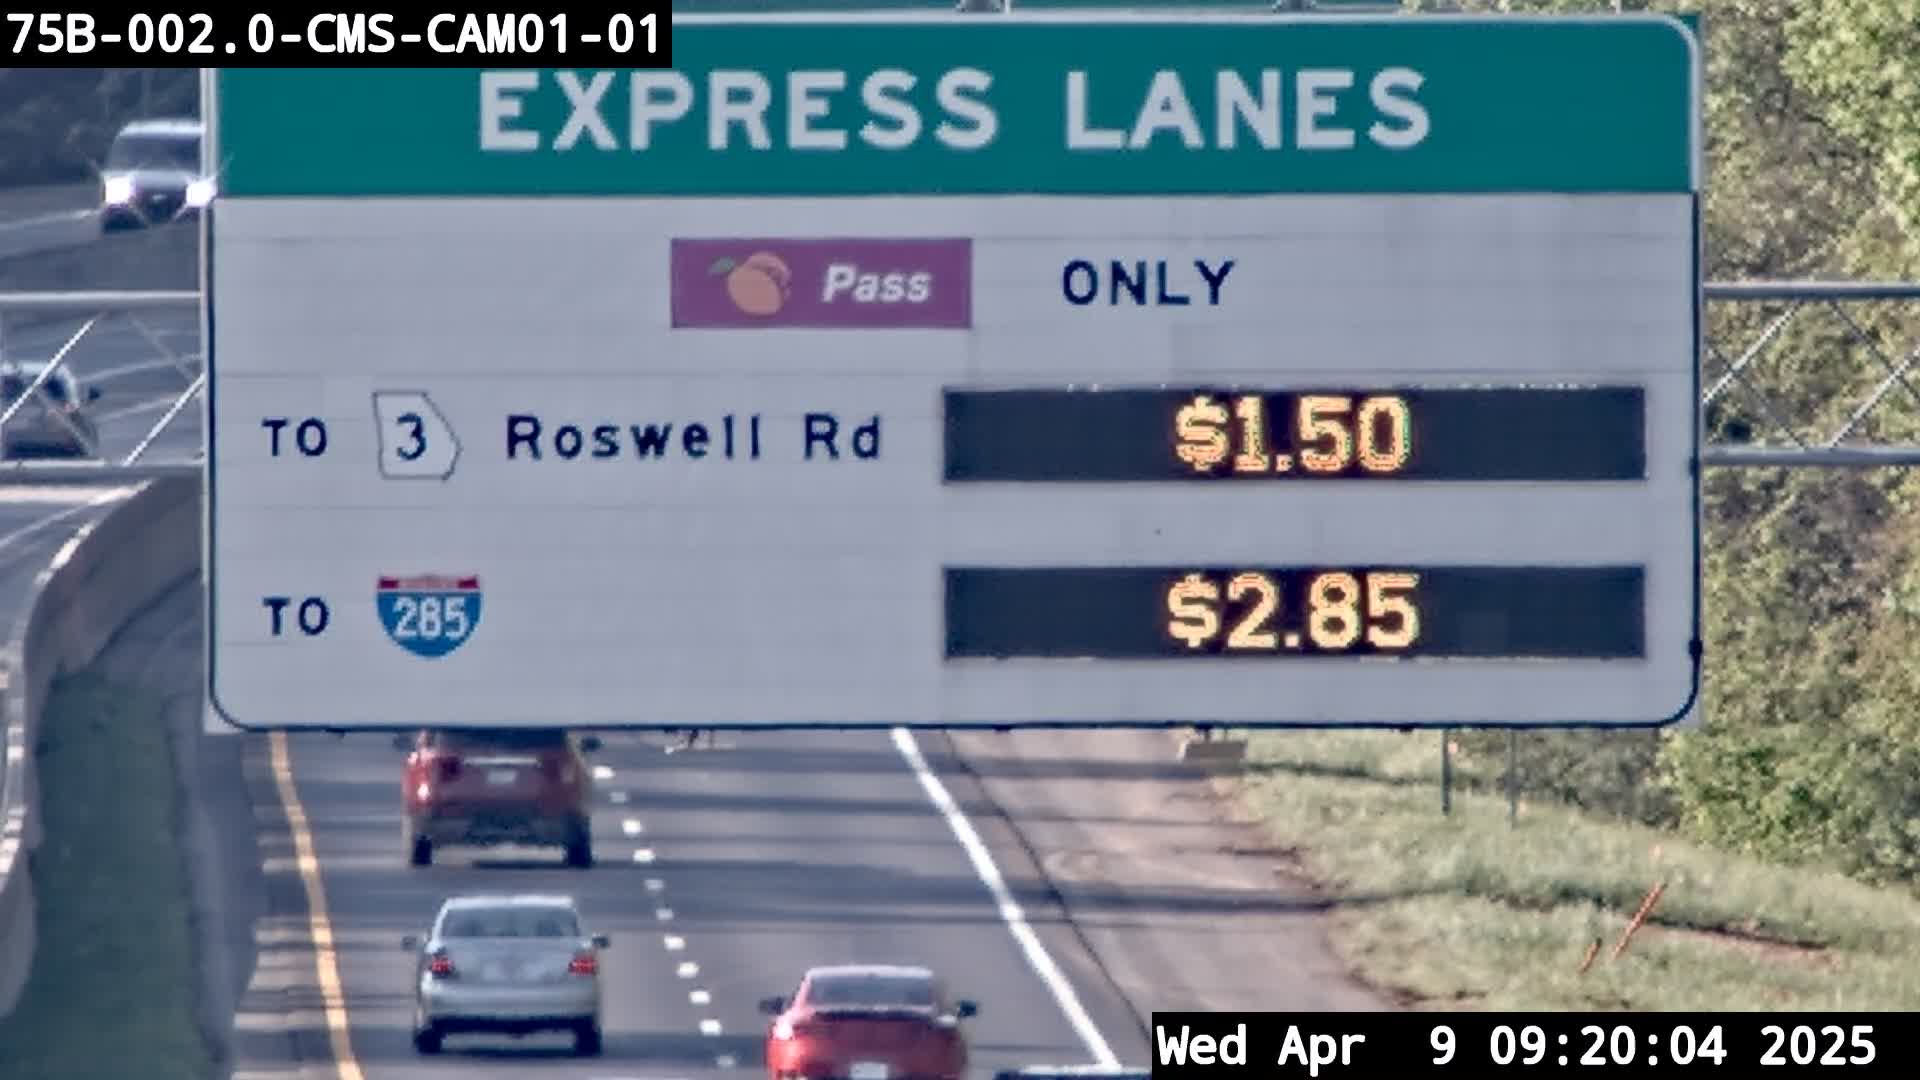 75B-002.0-CMS-CAM01-01
EXPRESS LANES
Pass ONLY
TO 3 Roswell Rd $1.50
TO 285 $2.85
Wed Apr 9 09:20:04 2025